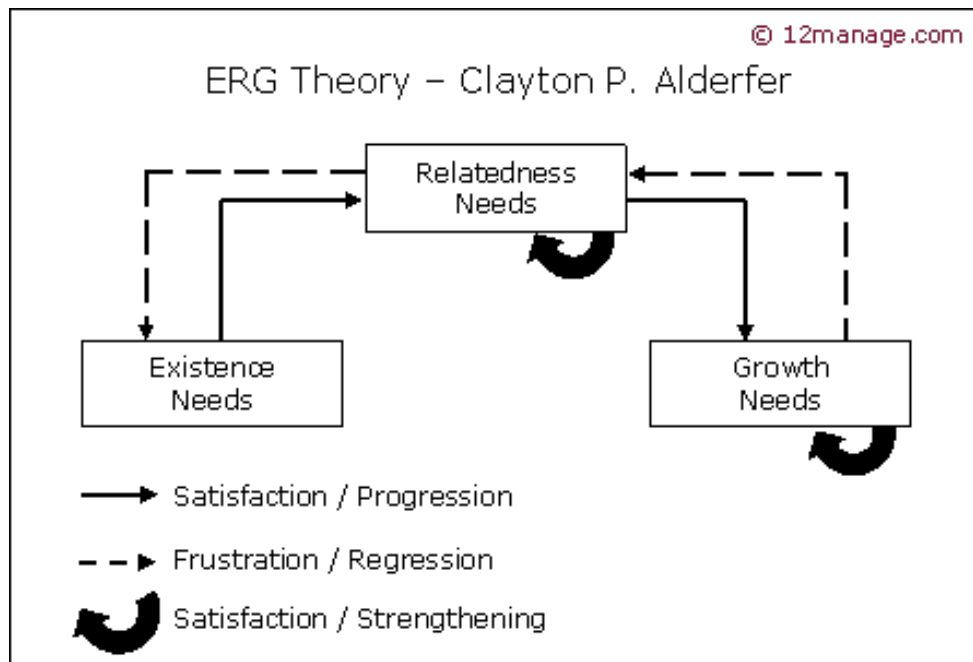 © 12manage.com
ERG Theory – Clayton P. Alderfer
Relatedness
Needs
Existence
Needs
Growth
Needs
Satisfaction / Progression
Frustration / Regression
Satisfaction / Strengthening